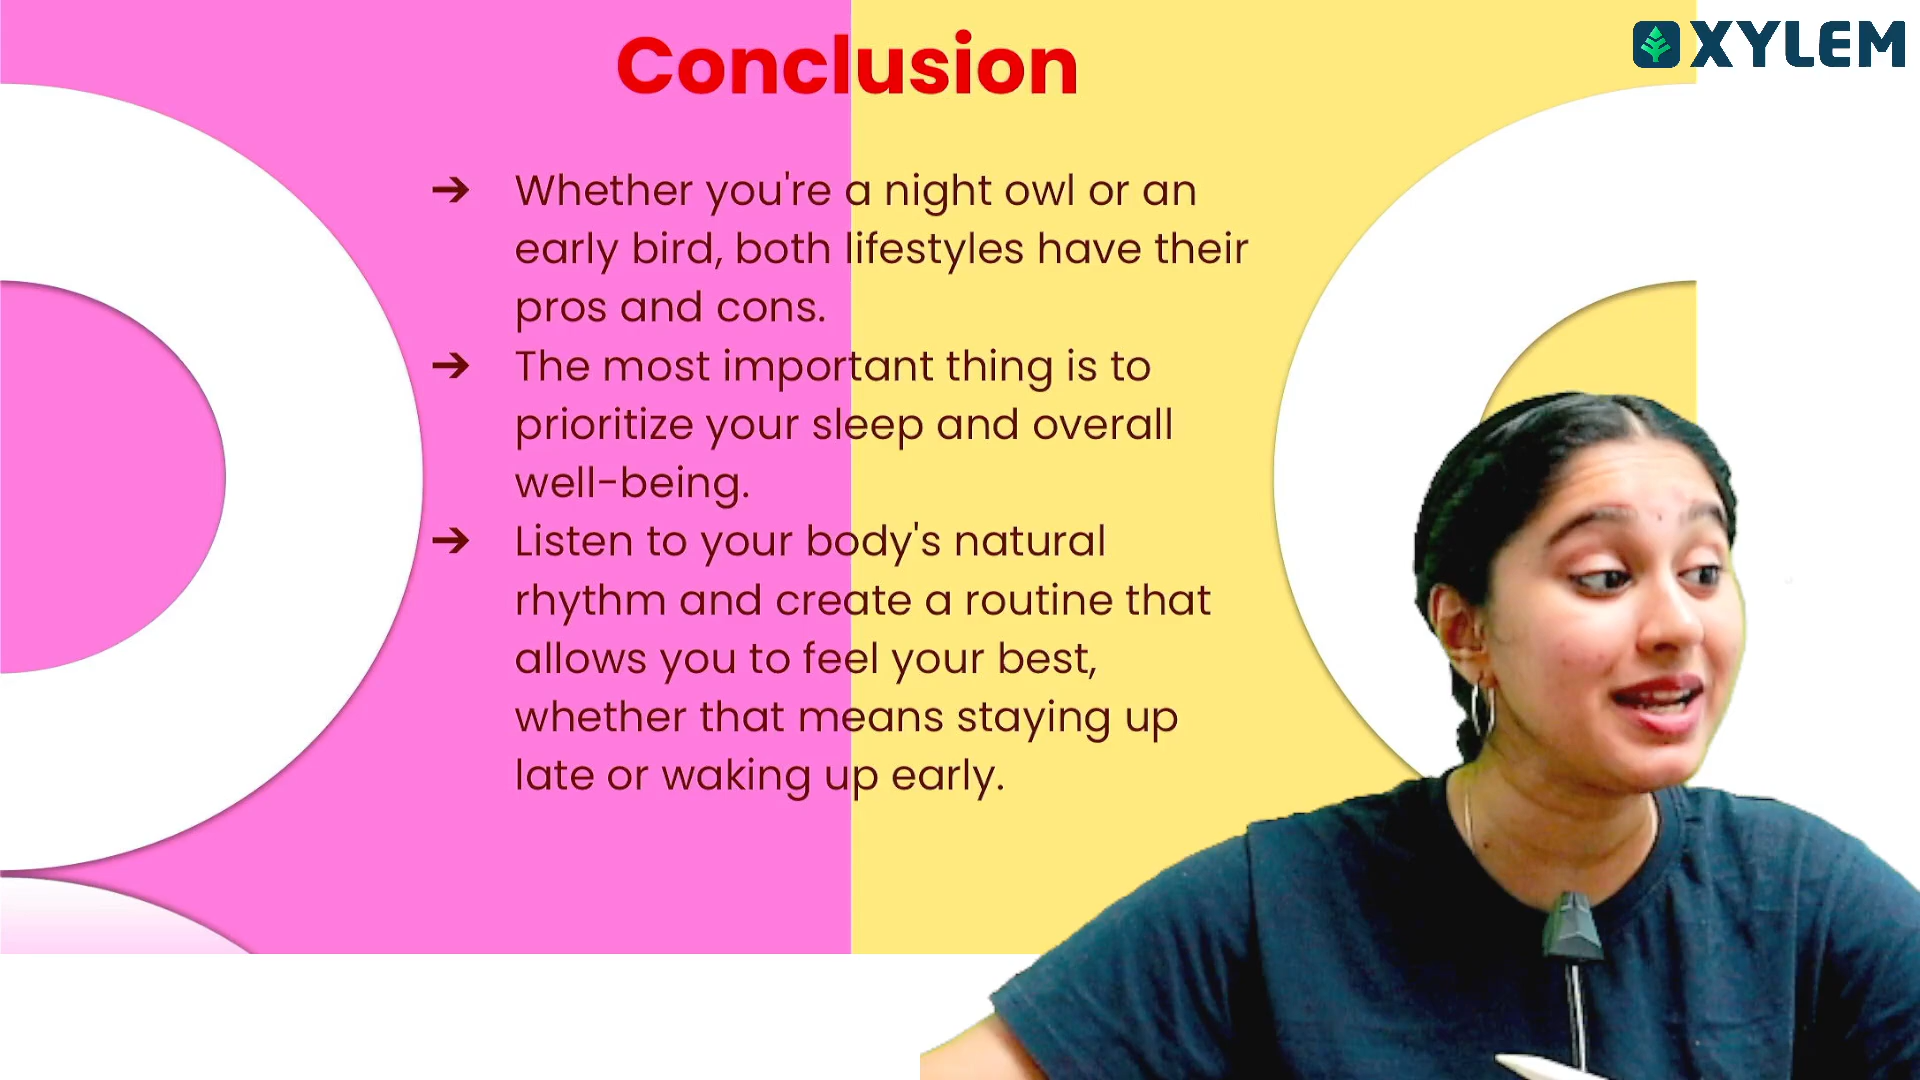 XYLEM
Conclusion
➔ Whether you're a night owl or an
early bird, both lifestyles have their
pros and cons.
➔ The most important thing is to
prioritize your sleep and overall
well-being.
➔ Listen to your body's natural
rhythm and create a routine that
allows you to feel your best,
whether that means staying up
late or waking up early.